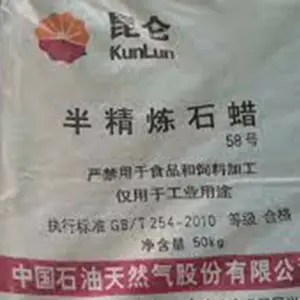 昆仑
KunLun
半精炼石蜡
58号
严禁用于食品和饲料加工
仅用于工业用途
执行标准 GB/T 254-2010 等级 合格
净含量 50kg
中国石油天然气股份有限公